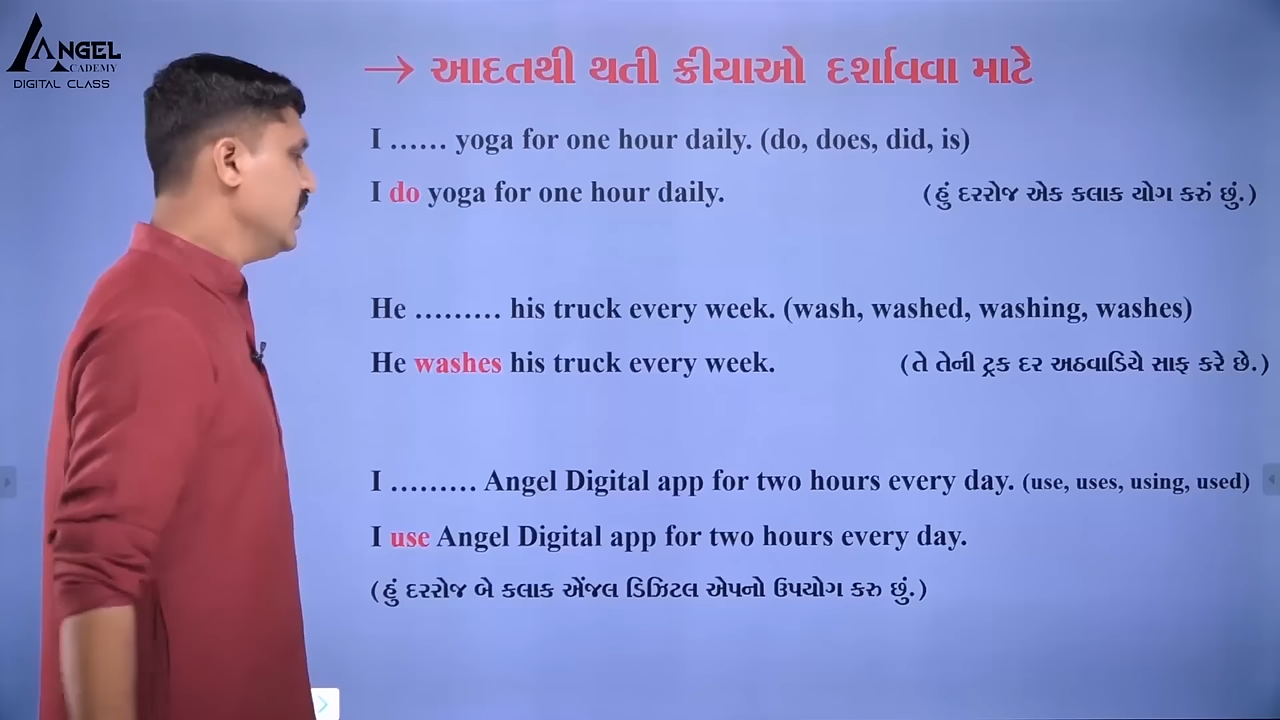 ANGEL
ACADEMY
DIGITAL CLASS
→ આદતથી થતી ક્રીયાઓ દર્શાવવા માટે
I …… yoga for one hour daily. (do, does, did, is)
I do yoga for one hour daily. (હું દરરોજ એક કલાક યોગ કરું છું.)
He ……… his truck every week. (wash, washed, washing, washes)
He washes his truck every week. (તે તેની ટ્રક દર અઠવાડિયે સાફ કરે છે.)
I ……… Angel Digital app for two hours every day. (use, uses, using, used)
I use Angel Digital app for two hours every day.
(હું દરરોજ બે કલાક એંજલ ડિઝિટલ એપનો ઉપયોગ કરુ છું.)